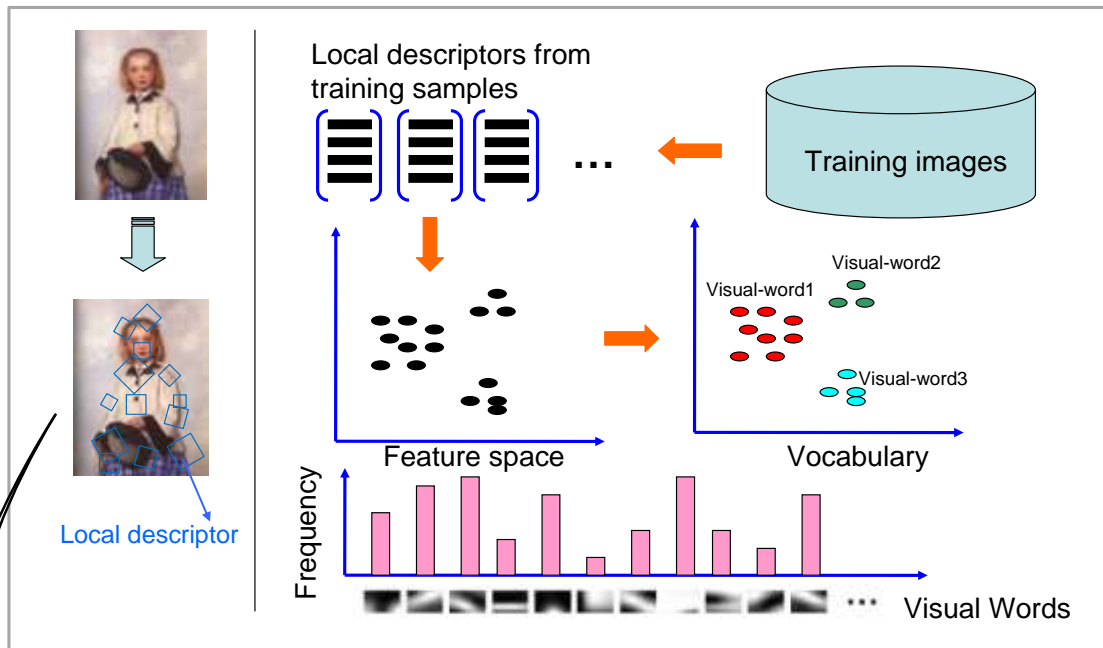 Local descriptors from
training samples
...
Training images
Visual-word2
Visual-word1
Visual-word3
Feature space
Vocabulary
Local descriptor
Frequency
...
Visual Words